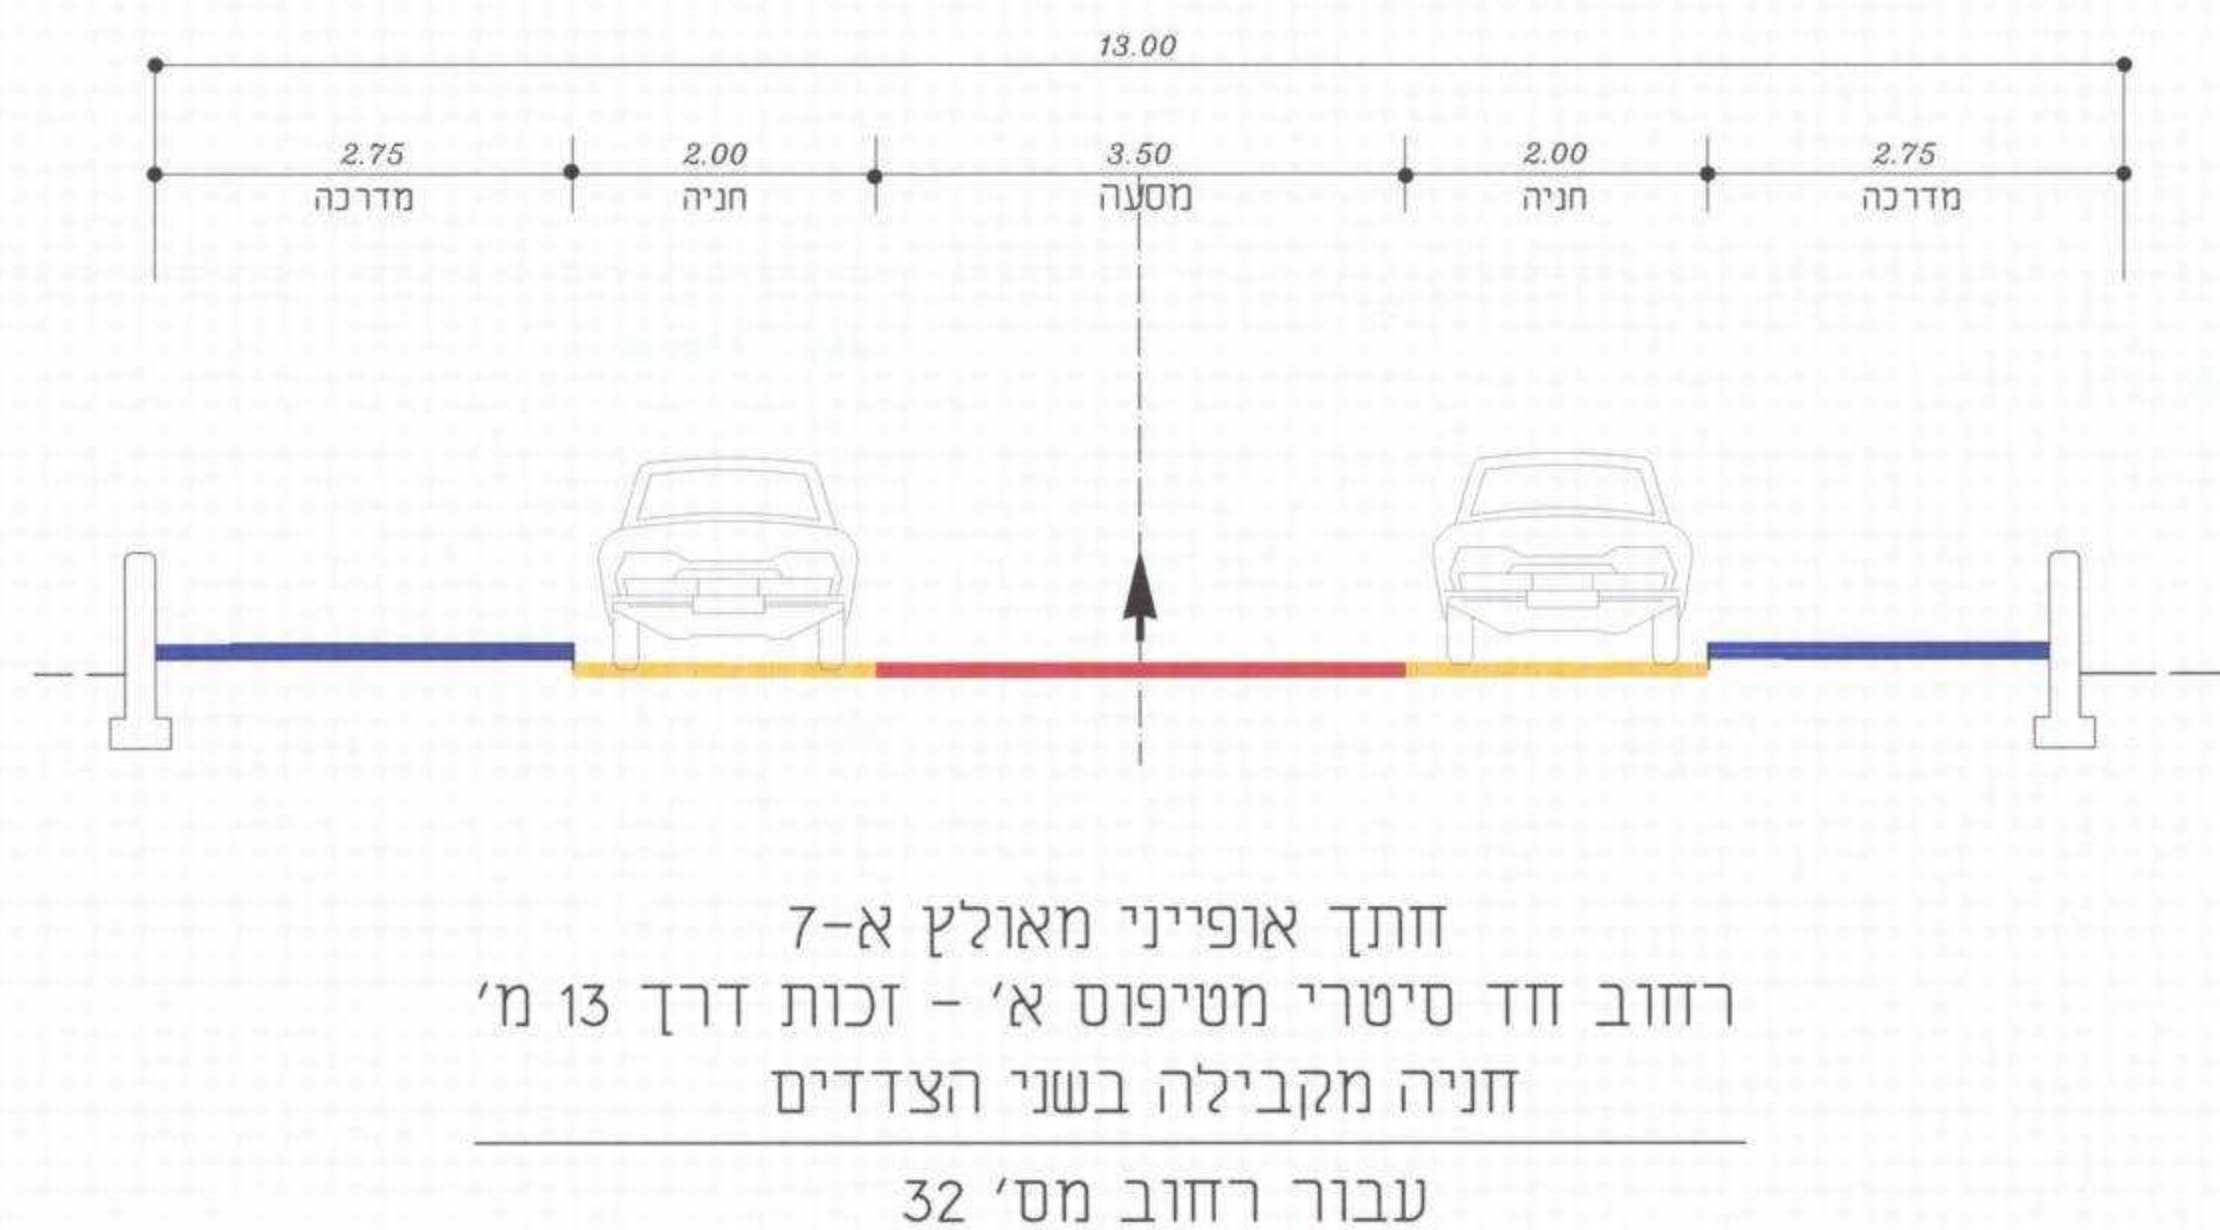 13.00
2.75 2.00 3.50 2.00 2.75
מדרכה חניה מסעה חניה מדרכה
חתך אופייני מאולץ א-7
רחוב חד סיטרי מטיפוס א' - זכות דרך 13 מ'
חניה מקבילה בשני הצדדים
עבור רחוב מס' 32